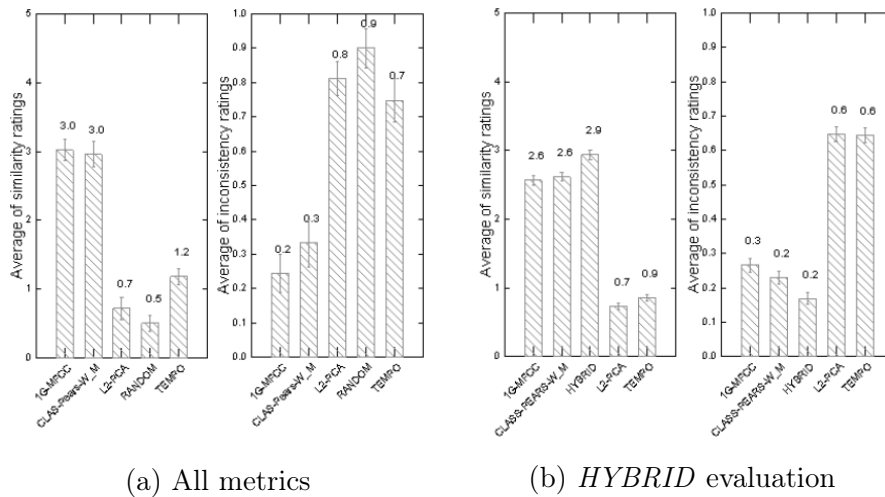 Average of similarity ratings
5
4
3
2
1
0
3.0
3.0
0.7
0.5
1.2
1G-MFCC
CLAS-Pears-W_M
L2-PCA
RANDOM
TEMPO
Average of inconsistency ratings
1.0
0.9
0.8
0.7
0.6
0.5
0.4
0.3
0.2
0.1
0.0
0.2
0.3
0.8
0.9
0.7
1G-MFCC
CLAS-Pears-W_M
L2-PCA
RANDOM
TEMPO
(a) All metrics
Average of similarity ratings
5
4
3
2
1
0
2.6
2.6
2.9
0.7
0.9
1G-MFCC
CLASS-PEARS-W_M
HYBRID
L2-PCA
TEMPO
Average of inconsistency ratings
1.0
0.9
0.8
0.7
0.6
0.5
0.4
0.3
0.2
0.1
0.0
0.3
0.2
0.2
0.6
0.6
1G-MFCC
CLASS-PEARS-W_M
HYBRID
L2-PCA
TEMPO
(b) HYBRID evaluation